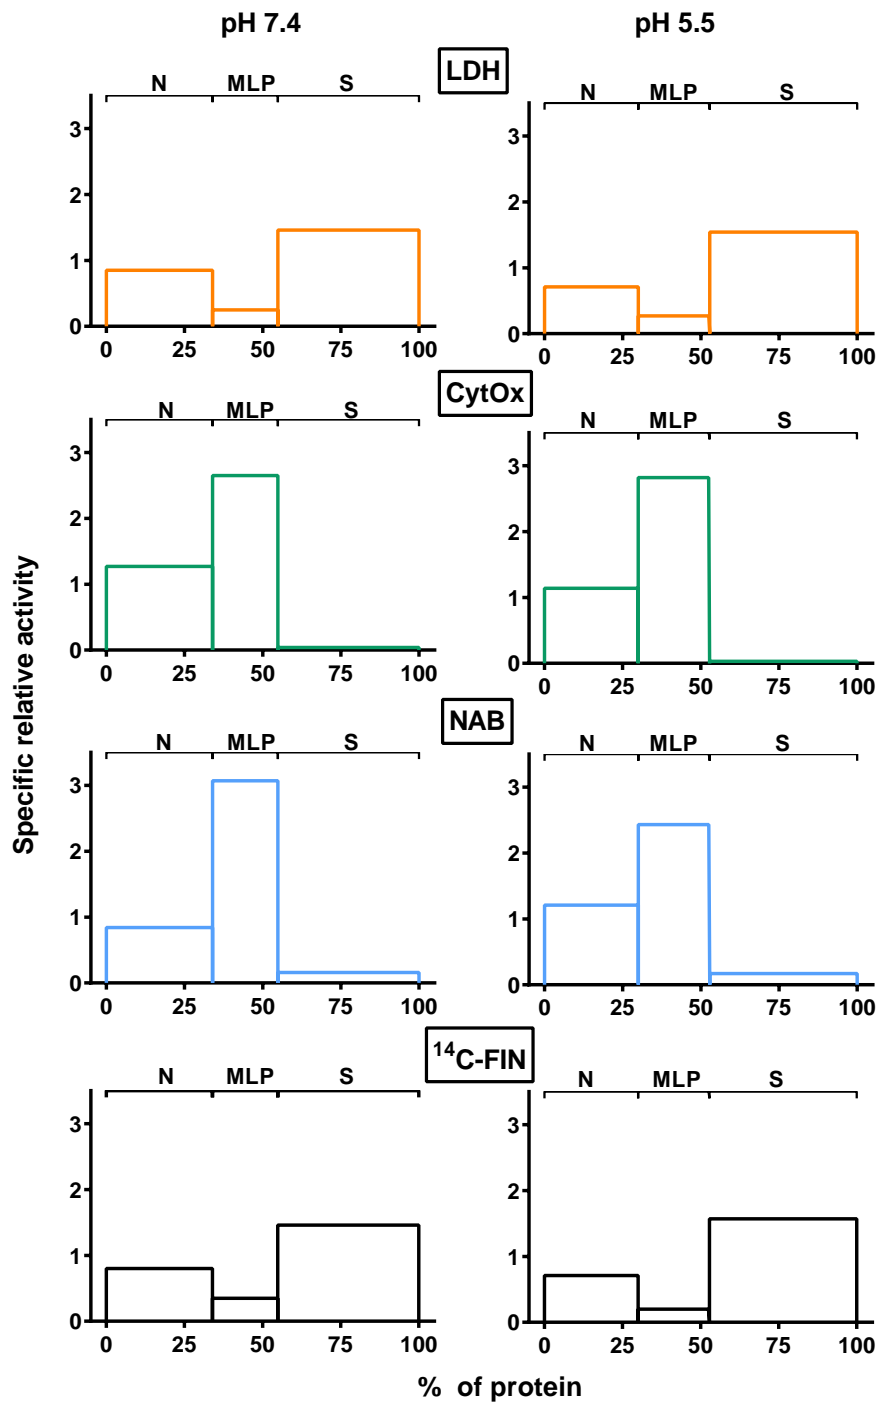 pH 7.4 pH 5.5
LDH
N MLP S N MLP S
3 3
2 2
1 1
0 0
0 25 50 75 100 0 25 50 75 100
CytOx
N MLP S N MLP S
3 3
2 2
1 1
0 0
0 25 50 75 100 0 25 50 75 100
NAB
N MLP S N MLP S
3 3
2 2
1 1
0 0
0 25 50 75 100 0 25 50 75 100
¹⁴C-FIN
N MLP S N MLP S
3 3
2 2
1 1
0 0
0 25 50 75 100 0 25 50 75 100
Specific relative activity
% of protein